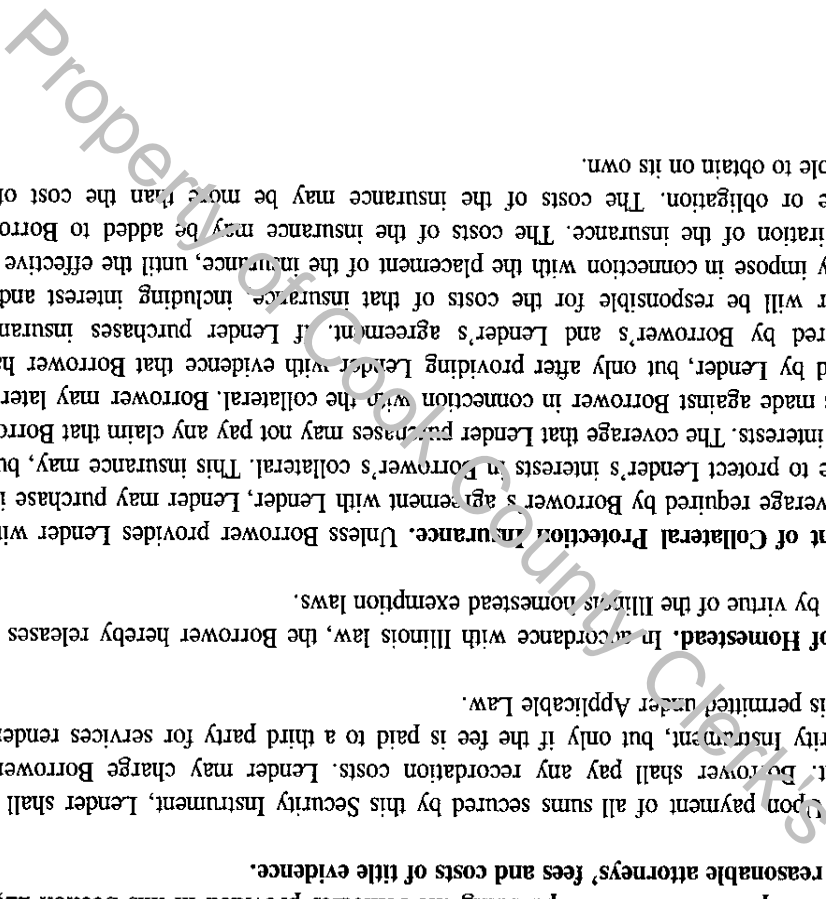 reasonable attorneys' fees and costs of title evidence.
Upon payment of all sums secured by this Security Instrument, Lender shall
t. Borrower shall pay any recordation costs. Lender may charge Borrower
rity Instrument, but only if the fee is paid to a third party for services render
is permitted under Applicable Law.
of Homestead. In accordance with Illinois law, the Borrower hereby releases
by virtue of the Illinois homestead exemption laws.
nt of Collateral Protection Insurance. Unless Borrower provides Lender wi
verage required by Borrower's agreement with Lender, Lender may purchase i
e to protect Lender's interests in Borrower's collateral. This insurance may, bu
interests. The coverage that Lender purchases may not pay any claim that Borro
s made against Borrower in connection with the collateral. Borrower may later
d by Lender, but only after providing Lender with evidence that Borrower ha
red by Borrower's and Lender's agreement. If Lender purchases insuran
r will be responsible for the costs of that insurance, including interest and
y impose in connection with the placement of the insurance, until the effective
iration of the insurance. The costs of the insurance may be added to Borro
e or obligation. The costs of the insurance may be more than the cost of
ble to obtain on its own.
Property of Cook County Clerk's